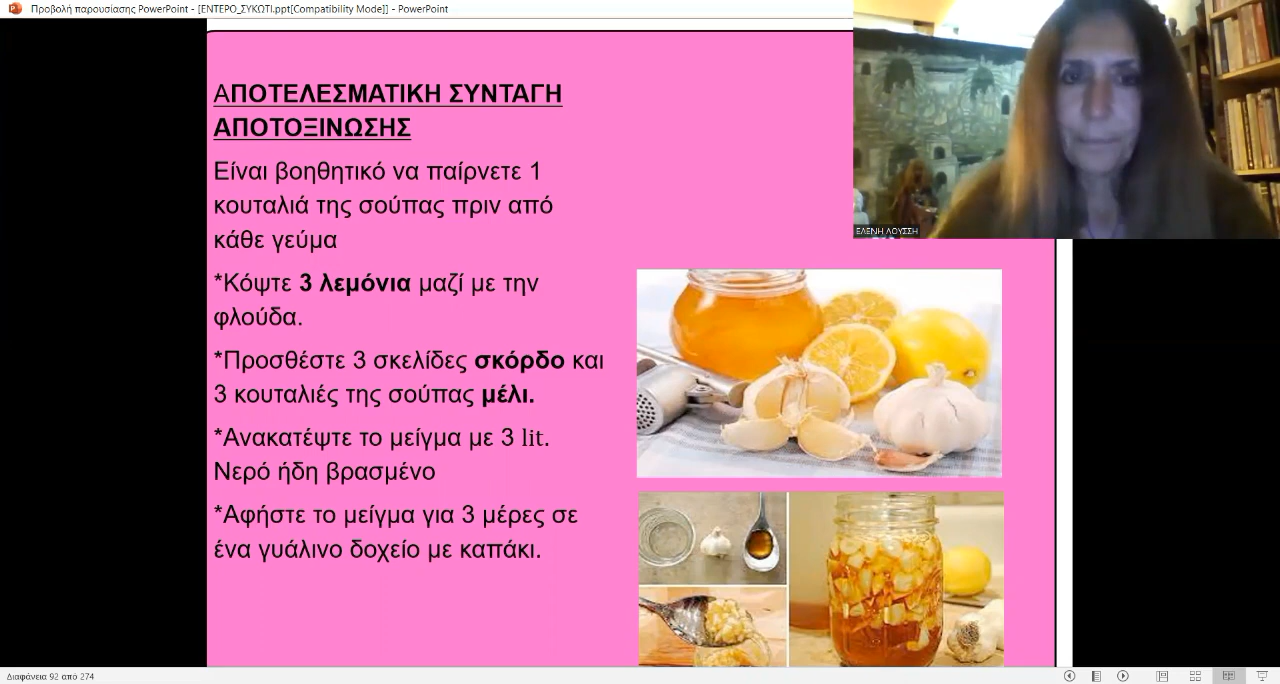 Προβολή παρουσίασης PowerPoint - [ΕΝΤΕΡΟ_ΣΥΚΩΤΙ.ppt[Compatibility Mode]] - PowerPoint
ΑΠΟΤΕΛΕΣΜΑΤΙΚΗ ΣΥΝΤΑΓΗ
ΑΠΟΤΟΞΙΝΩΣΗΣ
Είναι βοηθητικό να παίρνετε 1
κουταλιά της σούπας πριν από
κάθε γεύμα
*Κόψτε 3 λεμόνια μαζί με την
φλούδα.
*Προσθέστε 3 σκελίδες σκόρδο και
3 κουταλιές της σούπας μέλι.
*Ανακατέψτε το μείγμα με 3 lit.
Νερό ήδη βρασμένο
*Αφήστε το μείγμα για 3 μέρες σε
ένα γυάλινο δοχείο με καπάκι.
ΕΛΕΝΗ ΛΟΥΣΣΗ
Διαφάνεια 92 από 274